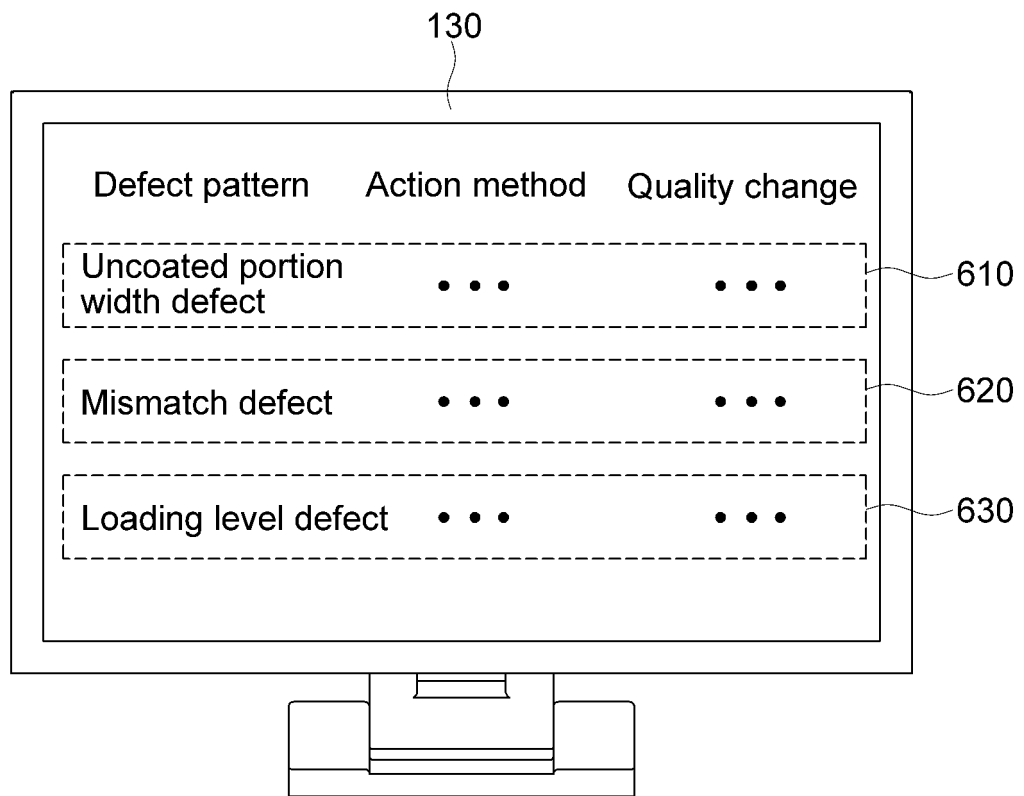 130
Defect pattern Action method Quality change
Uncoated portion
width defect • • • • • • 610
Mismatch defect • • • • • • 620
Loading level defect • • • • • • 630